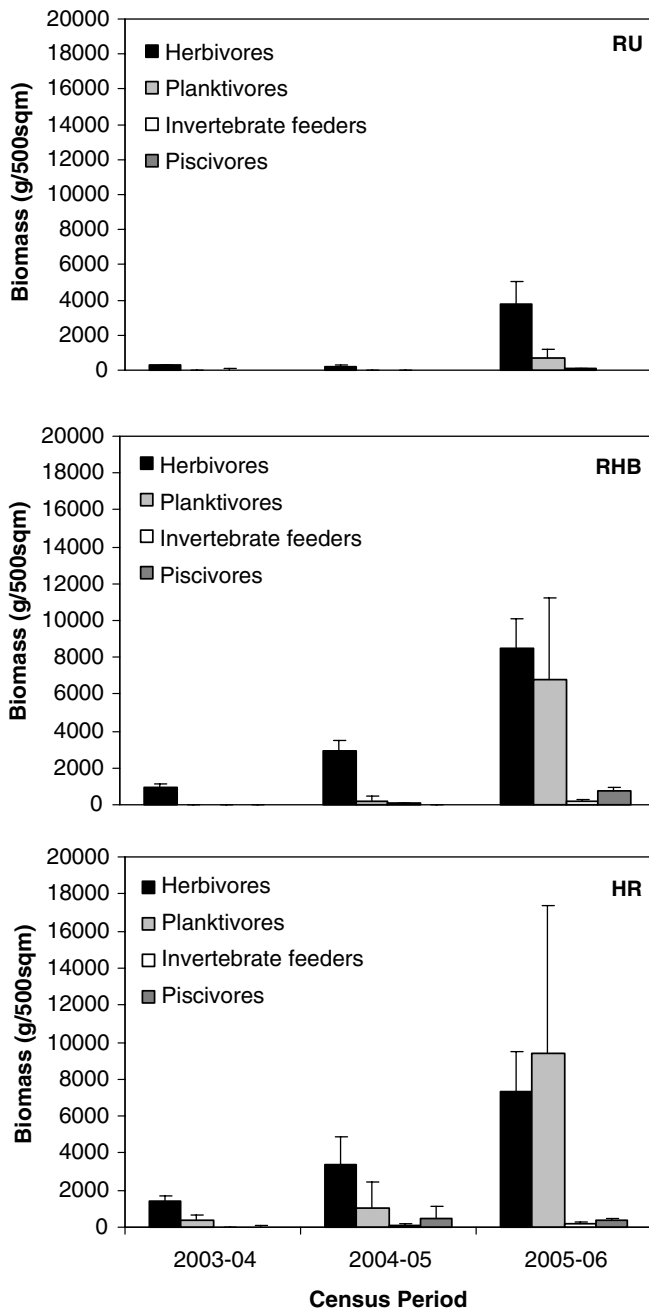 20000
18000
16000
14000
12000
10000
8000
6000
4000
2000
0
Biomass (g/500sqm)
RU
Herbivores
Planktivores
Invertebrate feeders
Piscivores
20000
18000
16000
14000
12000
10000
8000
6000
4000
2000
0
Biomass (g/500sqm)
RHB
Herbivores
Planktivores
Invertebrate feeders
Piscivores
20000
18000
16000
14000
12000
10000
8000
6000
4000
2000
0
Biomass (g/500sqm)
HR
Herbivores
Planktivores
Invertebrate feeders
Piscivores
2003-04 2004-05 2005-06
Census Period